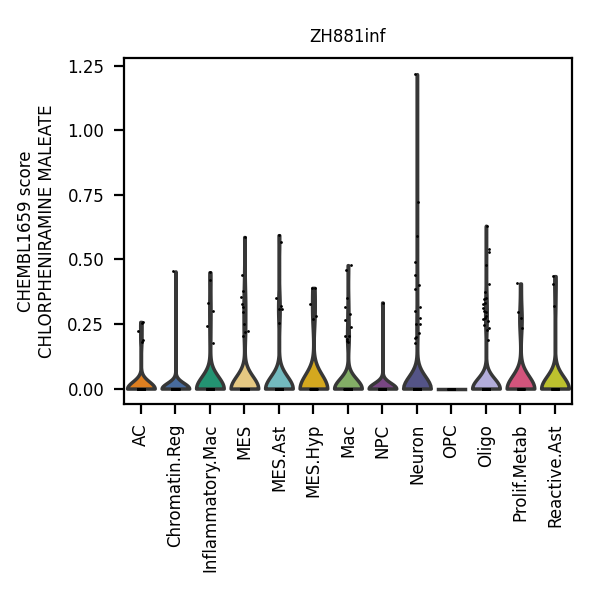 ZH881inf
CHEMBL1659 score
CHLORPHENIRAMINE MALEATE
1.25
1.00
0.75
0.50
0.25
0.00
AC
Chromatin.Reg
Inflammatory.Mac
MES
MES.Ast
MES.Hyp
Mac
NPC
Neuron
OPC
Oligo
Prolif.Metab
Reactive.Ast